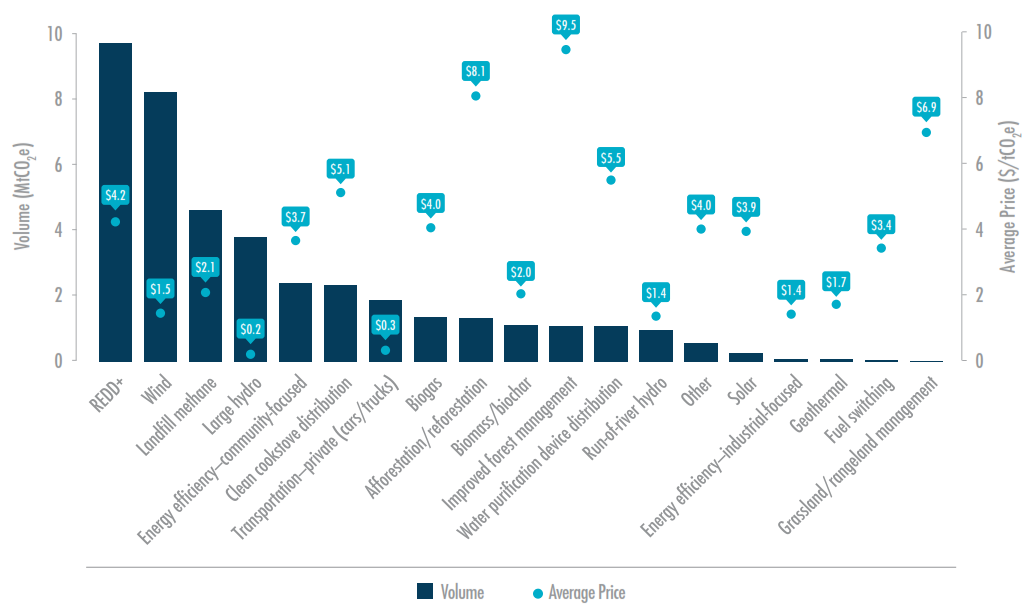 10
8
6
4
2
0
Volume (MtCO2e)
10
8
6
4
2
0
Average Price ($/tCO2e)
$4.2
$1.5
$2.1
$0.2
$3.7
$5.1
$0.3
$4.0
$8.1
$2.0
$9.5
$5.5
$1.4
$4.0
$3.9
$1.4
$1.7
$3.4
$6.9
REDD+
Wind
Landfill methane
Large hydro
Energy efficiency–community-focused
Clean cookstove distribution
Transportation–private (cars/trucks)
Biogas
Afforestation/reforestation
Biomass/biochar
Improved forest management
Water purification device distribution
Run-of-river hydro
Other
Solar
Energy efficiency–industrial-focused
Geothermal
Fuel switching
Grassland/rangeland management
Volume
Average Price